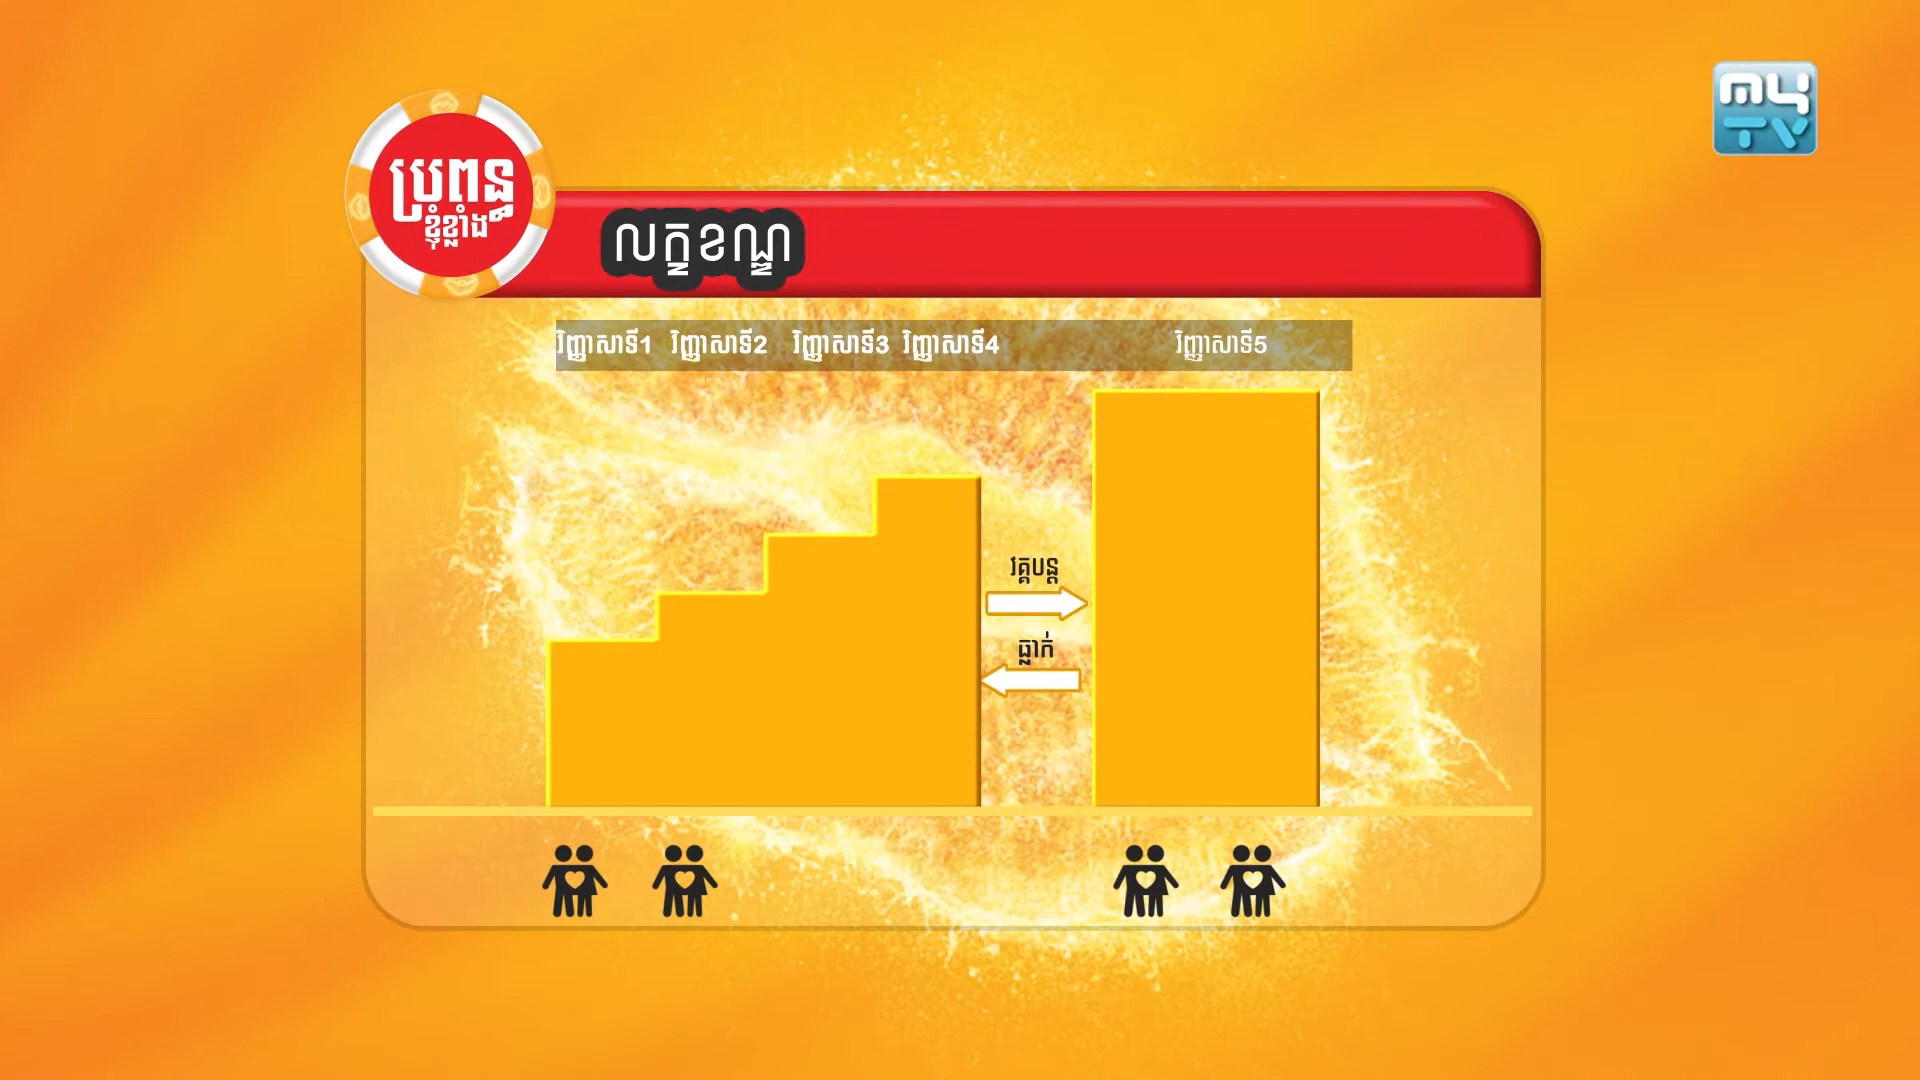 ប្រពន្ធ
ខ្ញុំខ្លាំង
MY
TV
លក្ខខណ្ឌ
វិញ្ញាសាទី1 វិញ្ញាសាទី2 វិញ្ញាសាទី3 វិញ្ញាសាទី4 វិញ្ញាសាទី5
វគ្គបន្ត
ធ្លាក់